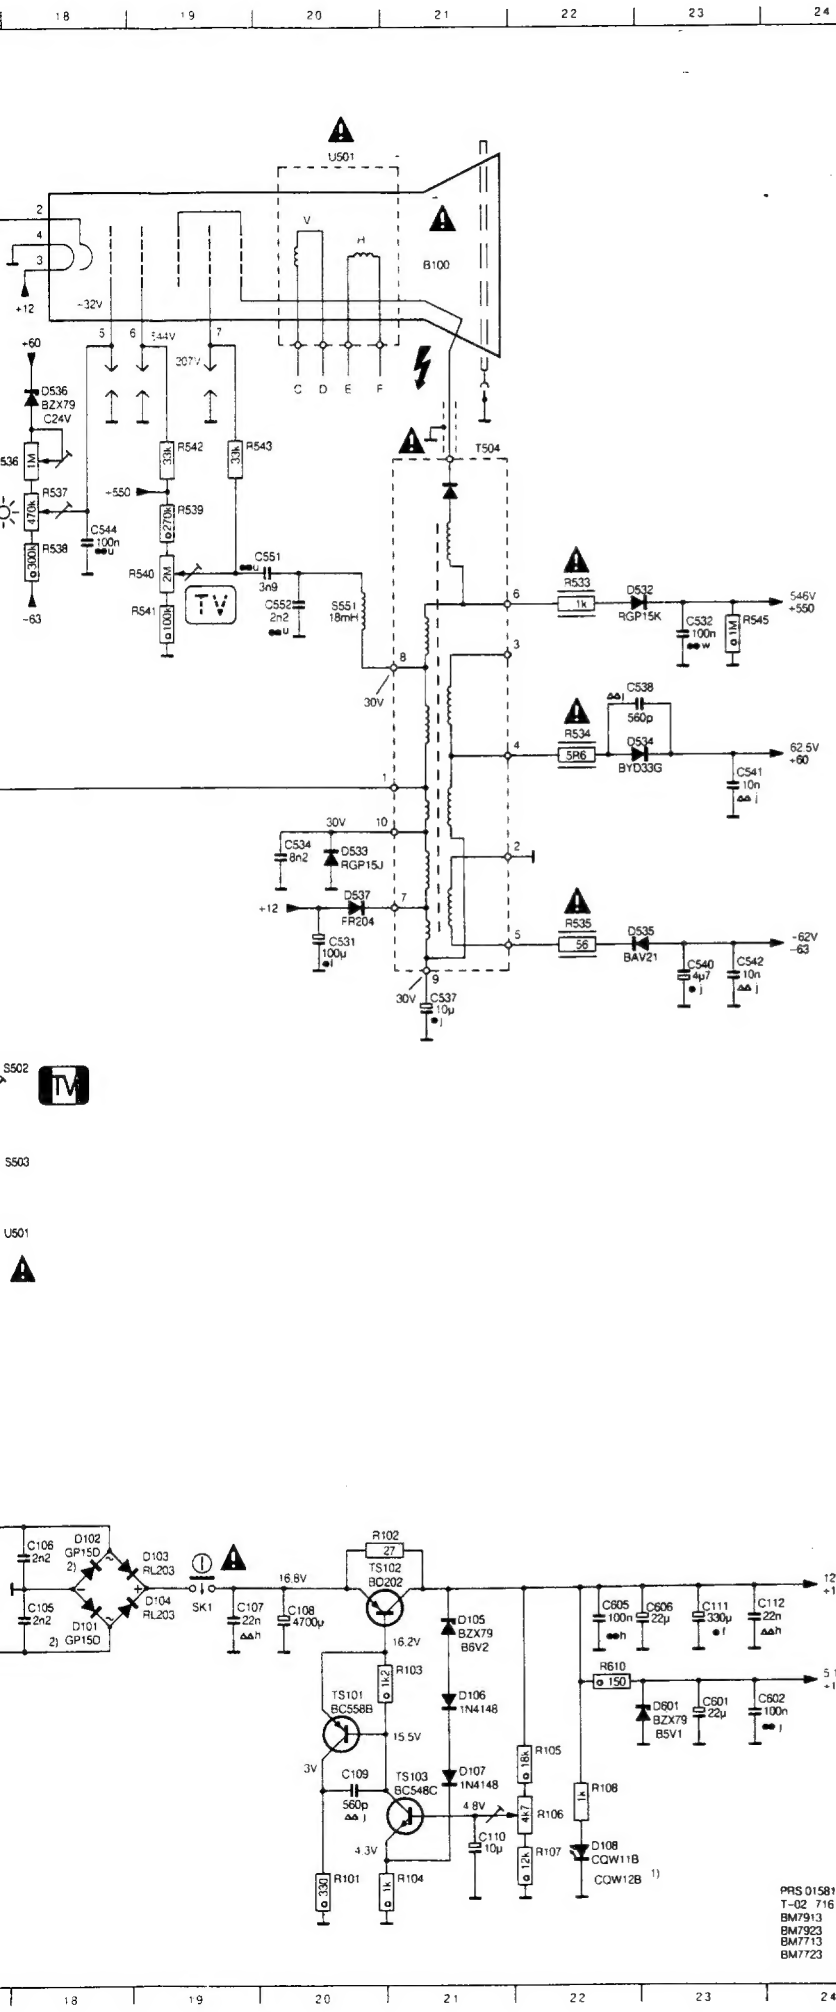 18 19 20 21 22 23 24
U501
V
H
B100
2
4
3
+12
-32V
5 6 544V 7
307V
C D E F
+60
D536
BZX79
C24V
536 1M
R537
470k
R538
300k
-63
C544
100n
u
R542
33k
R543
33k
+550
R539
270k
R540
2M
R541
100k
TV
u C551
3n9
C552
2n2
u
S551
18mH
T504
6
3
8
30V
4
1
30V 10
2
7
5
9
30V
C534
8n2
D533
RGP15J
+12
D537
FR204
C531
100µ
C537
10µ
j
R533
1k
D532
RGP15K
546V
+550
C532
100n
w
R545
1M
C538
560p
j
R534
5R6
D534
BYD33G
62.5V
+60
C541
10n
j
R535
56
D535
BAV21
-62V
-63
C540
4µ7
j
C542
10n
j
S502
TV
S503
U501
C106
2n2
C105
2n2
D102
GP15D
2)
D103
RL203
D104
RL203
D101
2) GP15D
SK1
C107
22n
h
16.8V
C108
4700µ
R102
27
TS102
BD202
16.2V
R103
1k2
TS101
BC558B
15.5V
3V
C109
560p
j
TS103
BC548C
4.3V
R101
330
R104
1k
D105
BZX79
B6V2
D106
1N4148
D107
1N4148
4.8V
C110
10µ
R105
18k
R106
4k7
R107
12k
R108
1k
D108
CQW11B
CQW12B 1)
C605
100n
h
C606
22µ
C111
330µ
f
C112
22n
h
12
+1
R610
150
D601
BZX79
B5V1
C601
22µ
C602
100n
j
5.1
+1
PRS 01581
T-02 716
BM7913
BM7923
BM7713
BM7723
18 19 20 21 22 23 24